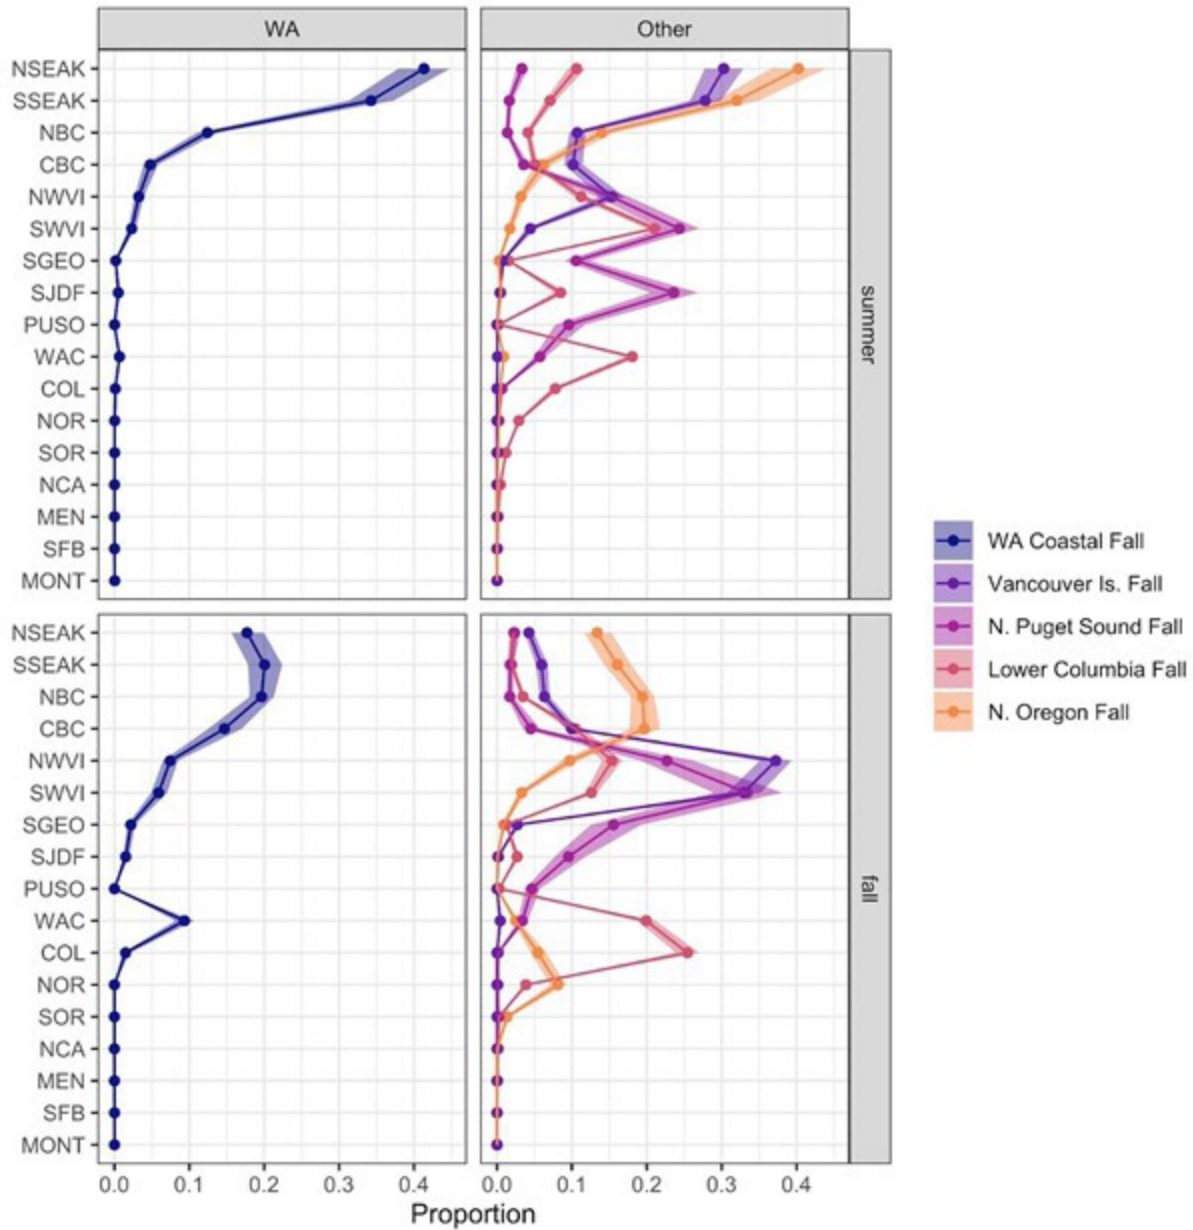 WA
Other
NSEAK
SSEAK
NBC
CBC
NWVI
SWVI
SGEO
SJDF
PUSO
WAC
COL
NOR
SOR
NCA
MEN
SFB
MONT
summer
NSEAK
SSEAK
NBC
CBC
NWVI
SWVI
SGEO
SJDF
PUSO
WAC
COL
NOR
SOR
NCA
MEN
SFB
MONT
fall
0.0 0.1 0.2 0.3 0.4
0.0 0.1 0.2 0.3 0.4
Proportion
WA Coastal Fall
Vancouver Is. Fall
N. Puget Sound Fall
Lower Columbia Fall
N. Oregon Fall